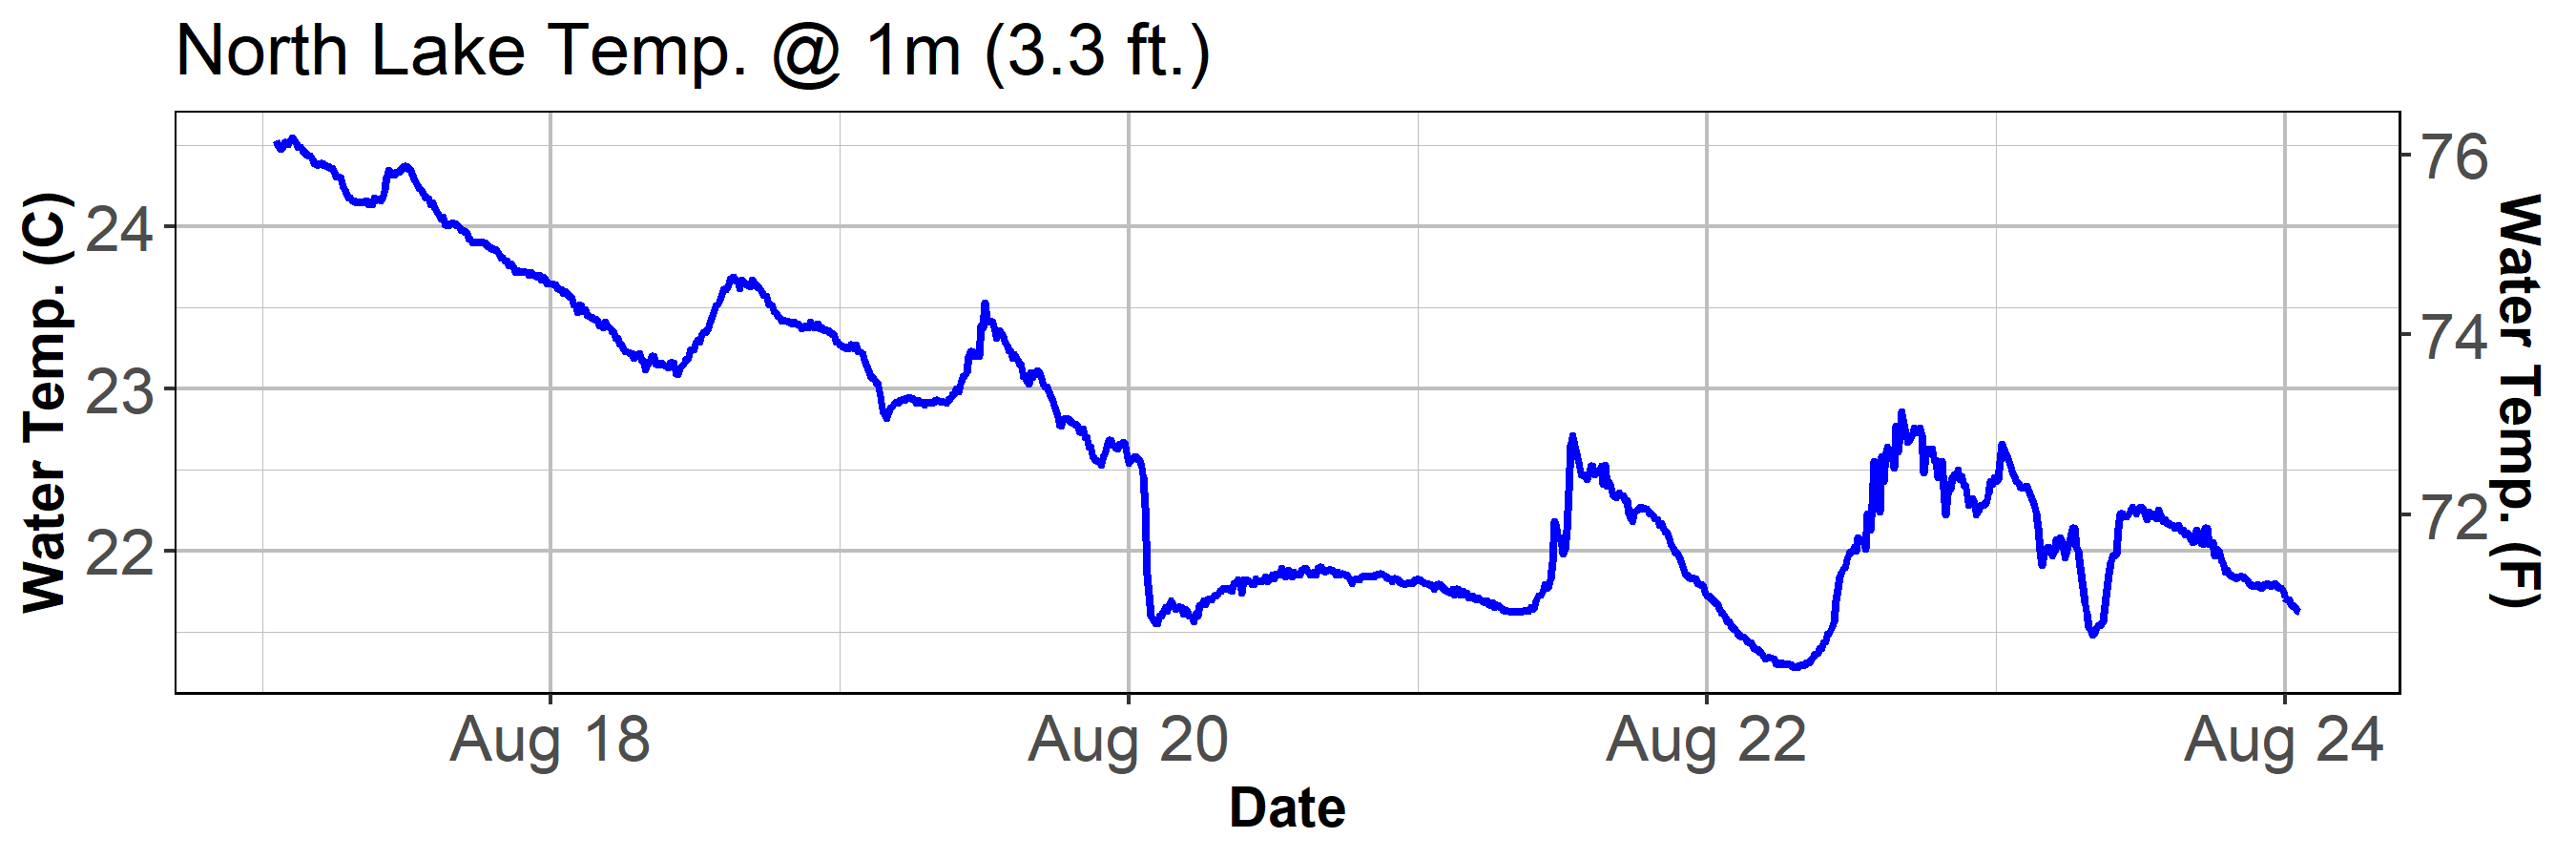 North Lake Temp. @ 1m (3.3 ft.)
Water Temp. (C)
24
23
22
76
74
72
Water Temp. (F)
Aug 18
Aug 20
Aug 22
Aug 24
Date